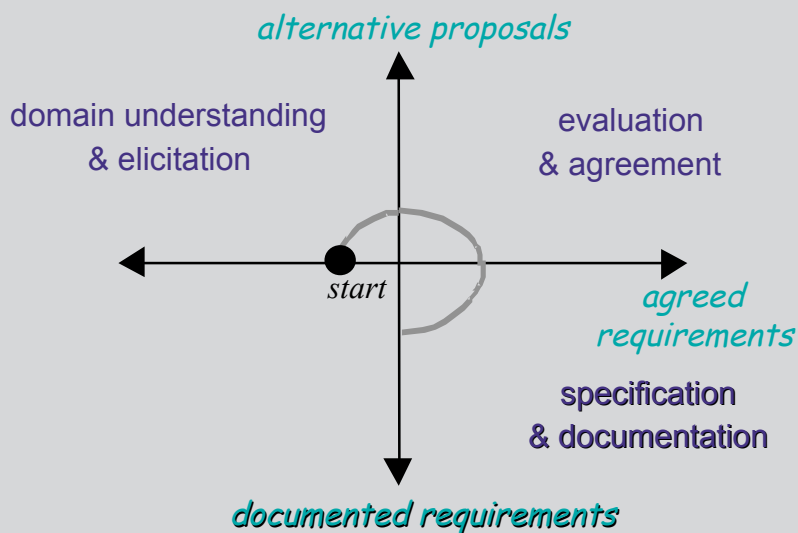 alternative proposals
domain understanding
& elicitation
evaluation
& agreement
start
agreed
requirements
specification
& documentation
documented requirements